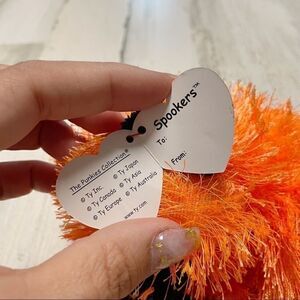 The Punkies Collection®
© Ty Inc
© Ty Canada
© Ty Europe
© Ty Japan
© Ty Asia
© Ty Australia
www.ty.com
Spookers™
To:
From: